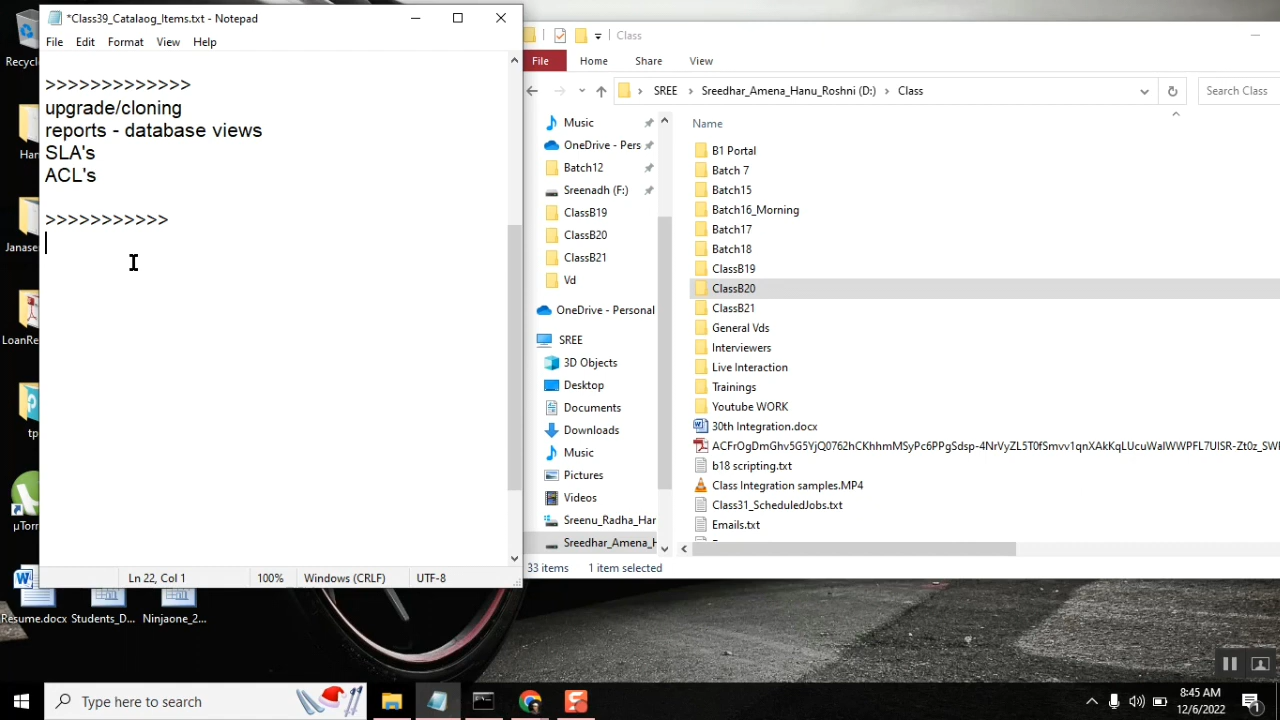 *Class39_Catalaog_Items.txt - Notepad
File Edit Format View Help
>>>>>>>>>>>>>
upgrade/cloning
reports - database views
SLA's
ACL's
>>>>>>>>>>>
Ln 22, Col 1 100% Windows (CRLF) UTF-8
Class
File Home Share View
SREE Sreedhar_Amena_Hanu_Roshni (D:) Class
Search Class
Music
OneDrive - Pers
Batch12
Sreenadh (F:)
ClassB19
ClassB20
ClassB21
Vd
OneDrive - Personal
SREE
3D Objects
Desktop
Documents
Downloads
Music
Pictures
Videos
Sreenu_Radha_Har
Sreedhar_Amena_H
Name
B1 Portal
Batch 7
Batch15
Batch16_Morning
Batch17
Batch18
ClassB19
ClassB20
ClassB21
General Vds
Interviewers
Live Interaction
Trainings
Youtube WORK
30th Integration.docx
b18 scripting.txt
Class Integration samples.MP4
Class31_ScheduledJobs.txt
Emails.txt
33 items 1 item selected
Recyc
Han
Janase
LoanRe
tp
µTorr
Resume.docx Students_D... Ninjaone_2...
Type here to search
8:45 AM
12/6/2022
1